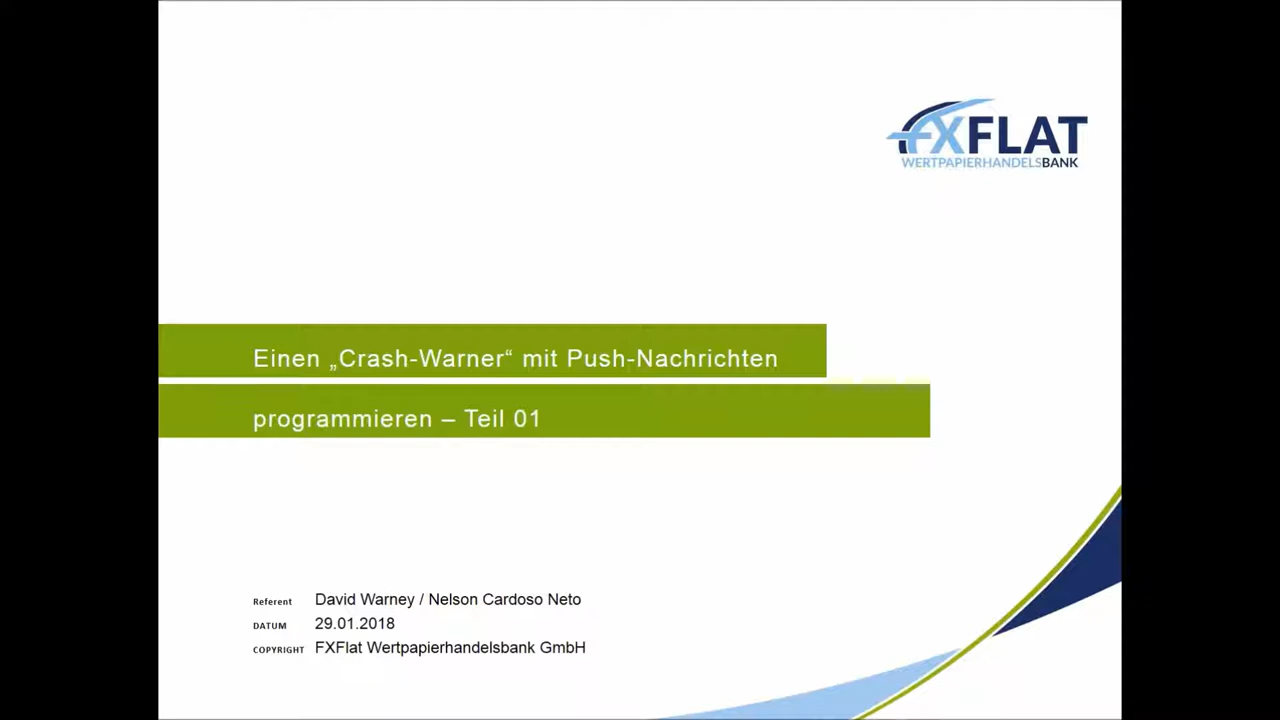 FXFLAT
WERTPAPIERHANDELSBANK
Einen „Crash-Warner“ mit Push-Nachrichten
programmieren – Teil 01
Referent David Warney / Nelson Cardoso Neto
DATUM 29.01.2018
COPYRIGHT FXFlat Wertpapierhandelsbank GmbH